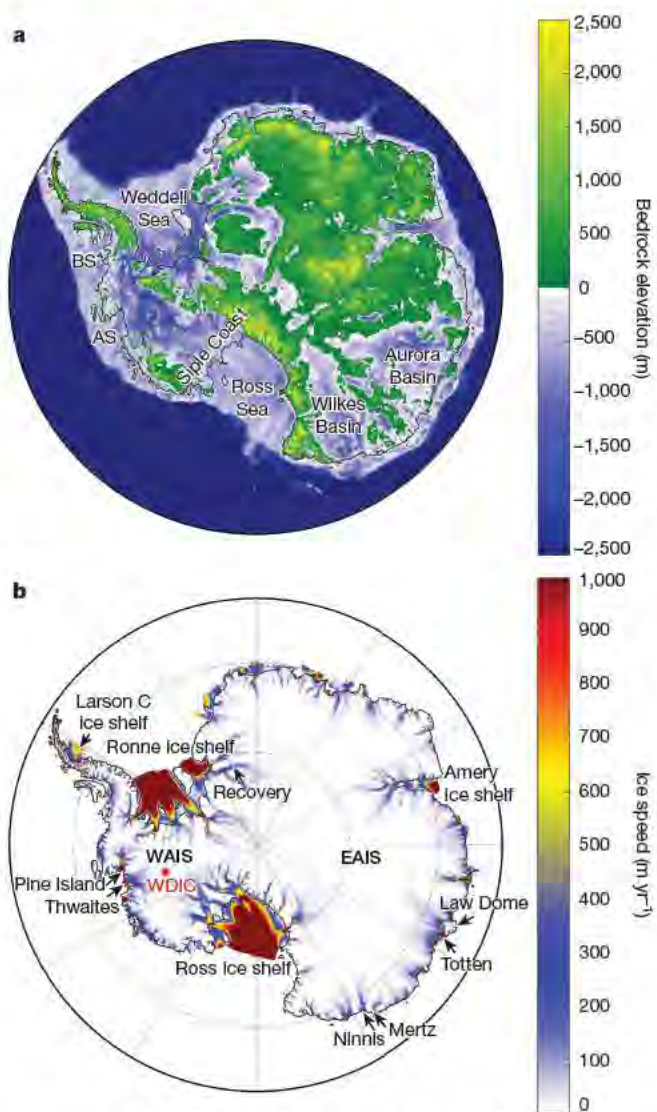 a
Weddell
Sea
BS
AS
Siple Coast
Ross
Sea
Wilkes
Basin
Aurora
Basin
2,500
2,000
1,500
1,000
500
0
–500
–1,000
–1,500
–2,000
–2,500
Bedrock elevation (m)
b
Larson C
ice shelf
Ronne ice shelf
Recovery
Amery
Ice shelf
WAIS
EAIS
WDIC
Pine Island
Thwaites
Ross Ice shelf
Law Dome
Totten
Mertz
Ninnis
1,000
900
800
700
600
500
400
300
200
100
0
Ice speed (m yr⁻¹)